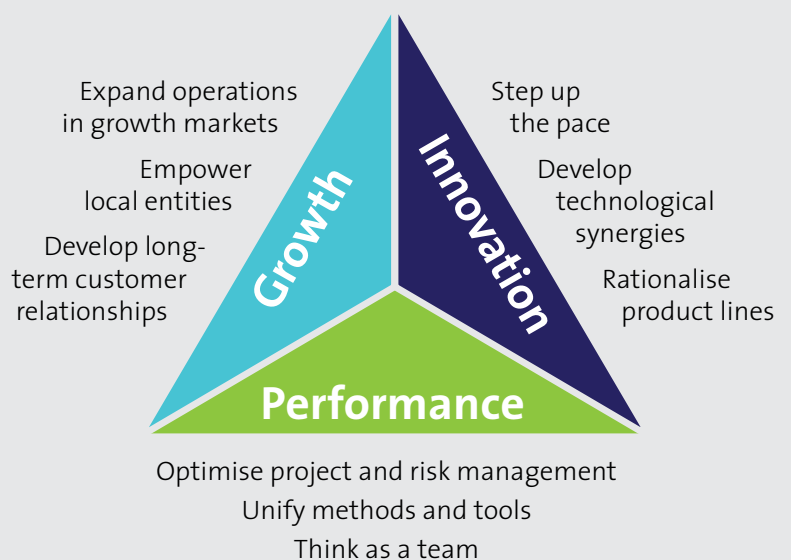 Expand operations
in growth markets
Empower
local entities
Develop long-
term customer
relationships
Growth
Innovation
Step up
the pace
Develop
technological
synergies
Rationalise
product lines
Performance
Optimise project and risk management
Unify methods and tools
Think as a team